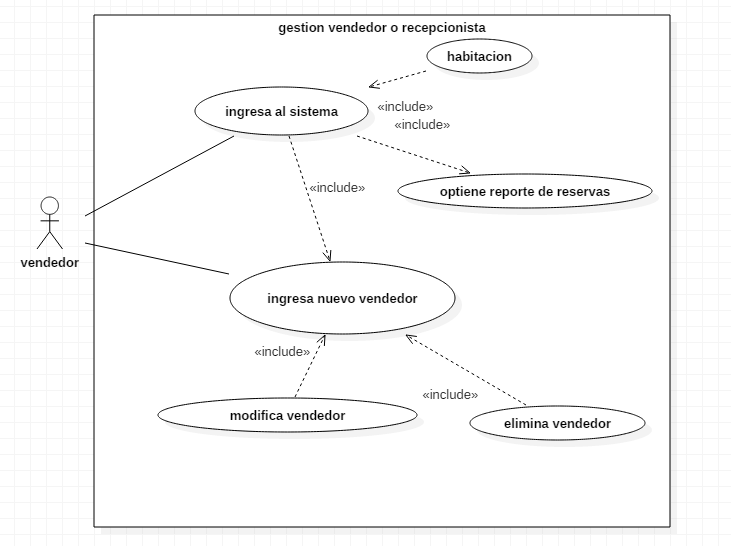 gestion vendedor o recepcionista
habitacion
ingresa al sistema
«include»
«include»
«include»
optiene reporte de reservas
vendedor
ingresa nuevo vendedor
«include»
«include»
modifica vendedor
elimina vendedor